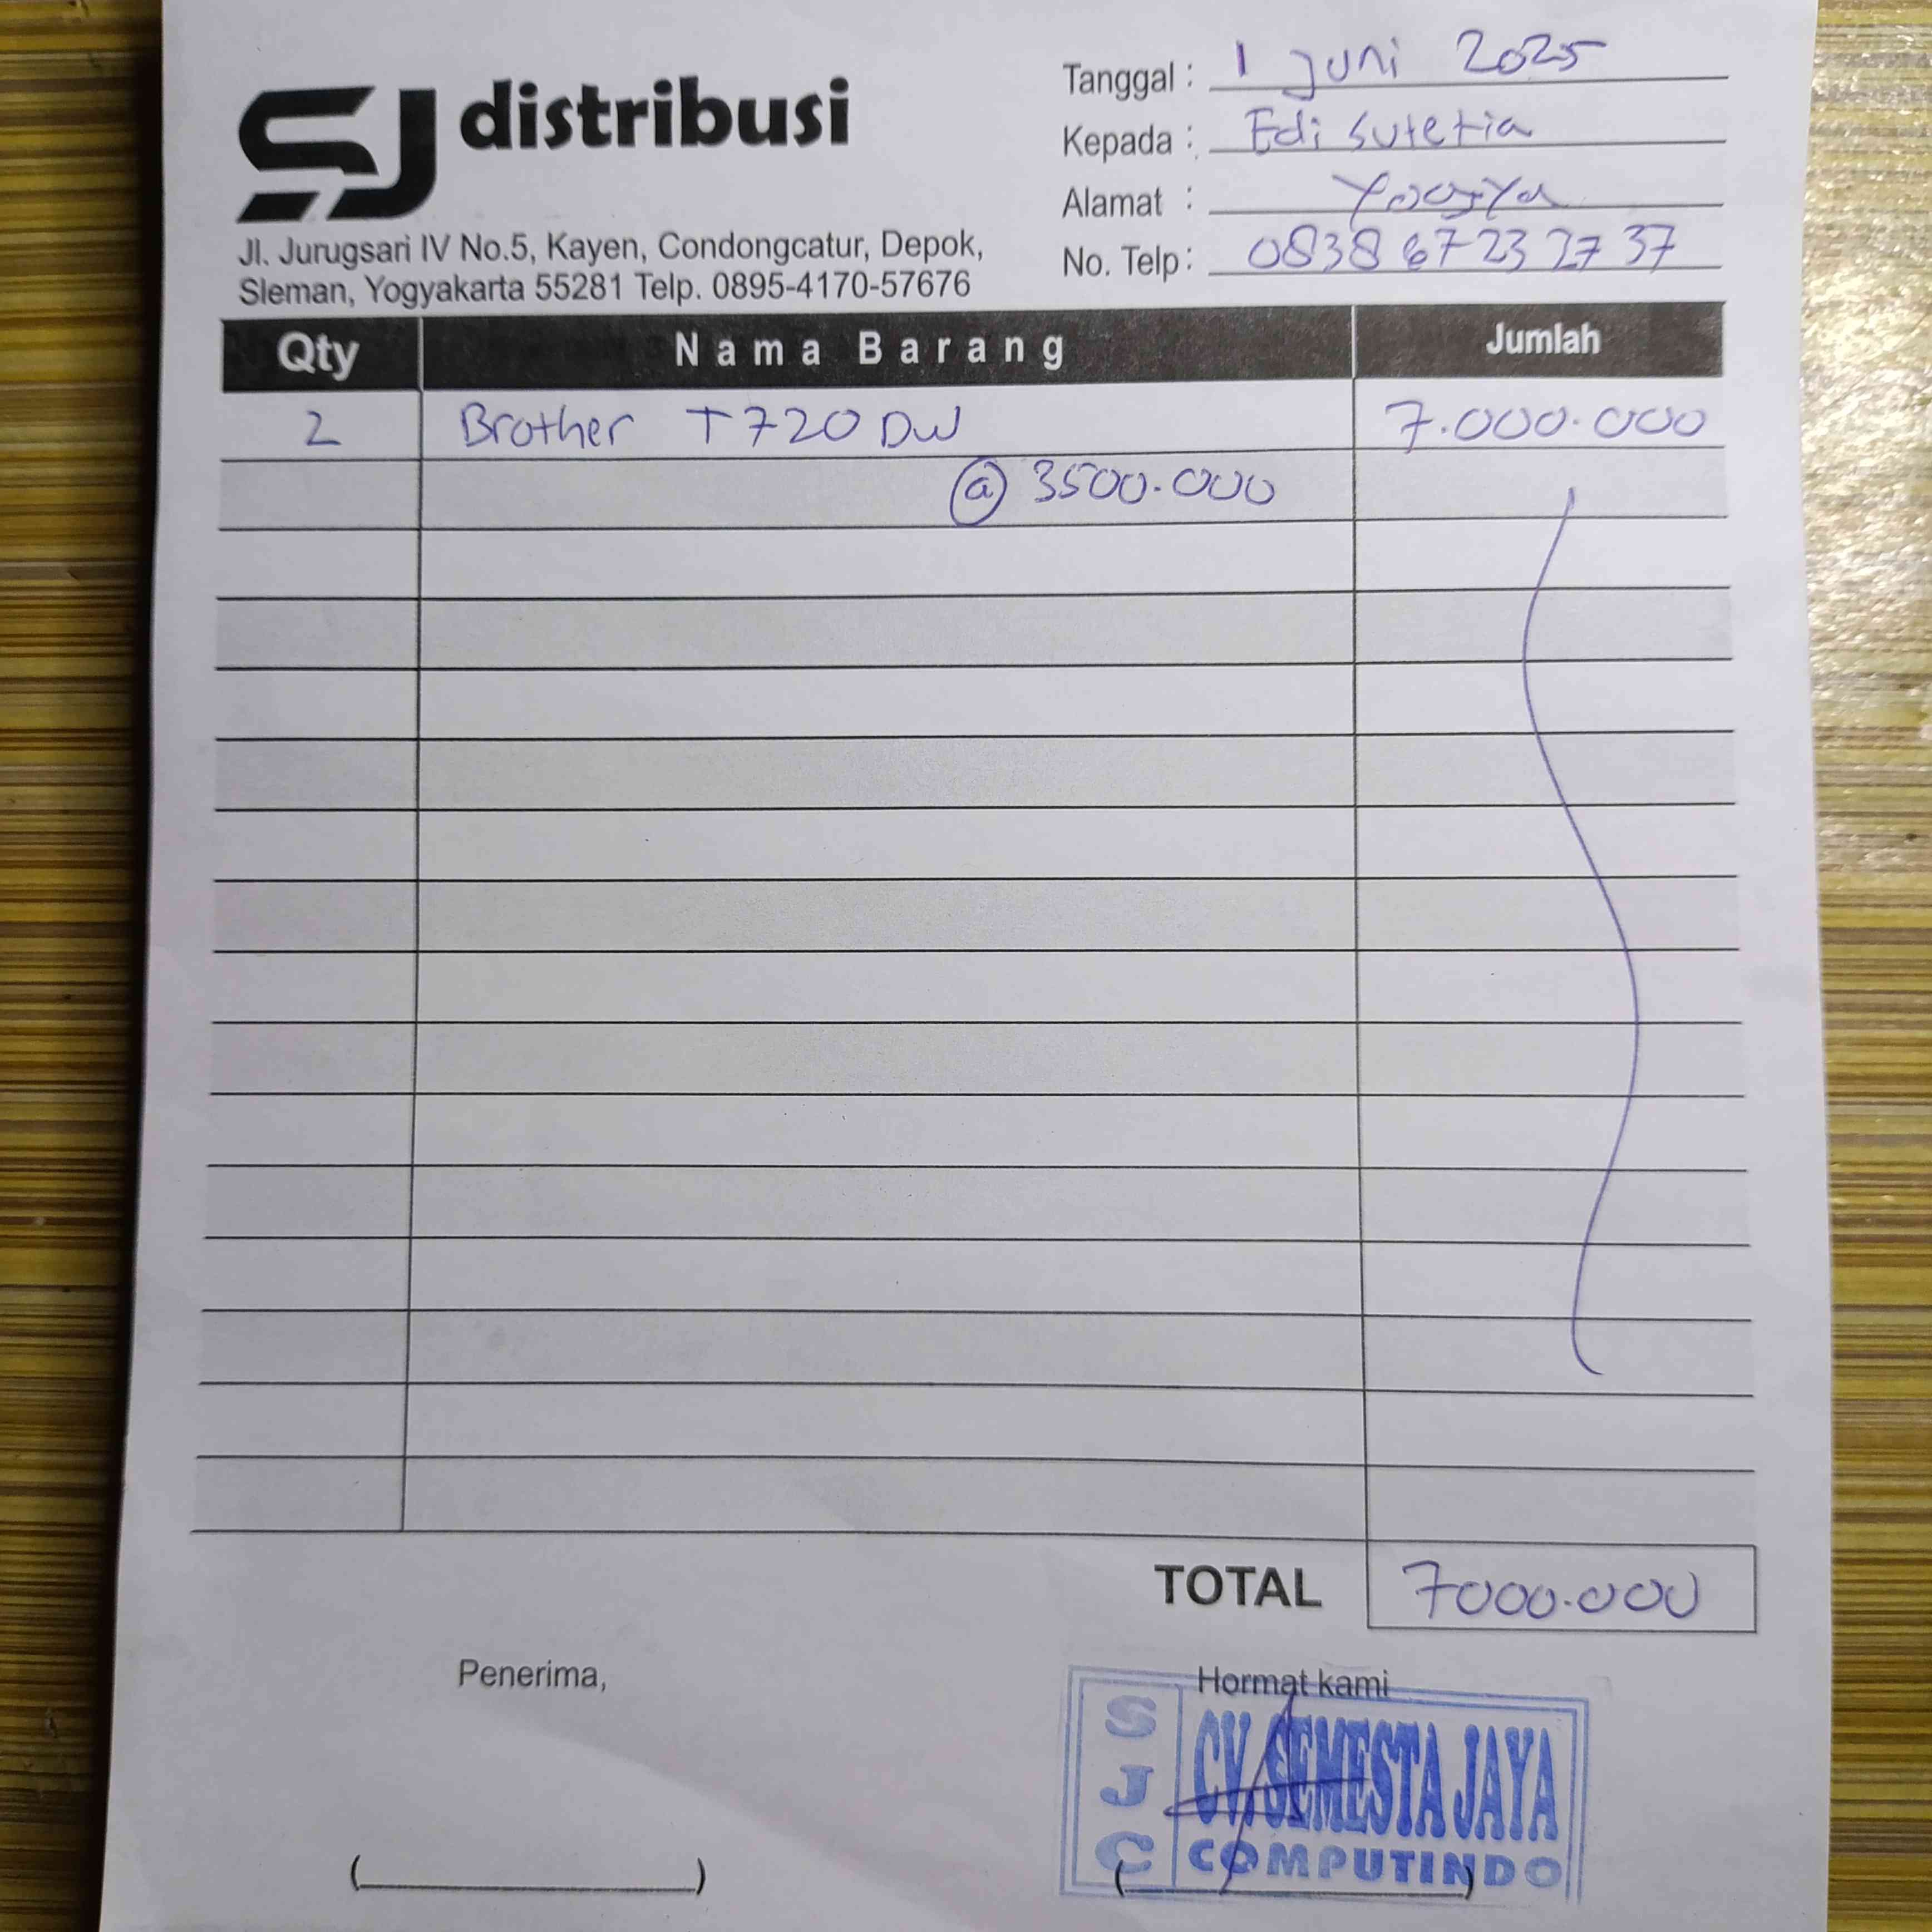 SJ distribusi
Jl. Jurugsari IV No.5, Kayen, Condongcatur, Depok,
Sleman, Yogyakarta 55281 Telp. 0895-4170-57676
Tanggal : 1 Juni 2025
Kepada : Edi Sutetia
Alamat : Yogya
No. Telp: 0838 67 23 27 37
Qty Nama Barang Jumlah
2 Brother T720 DW 7.000.000
@ 3500.000
TOTAL 7000.000
Penerima,
Hormat kami
SJC
CV. SEMESTA JAYA
COMPUTINDO